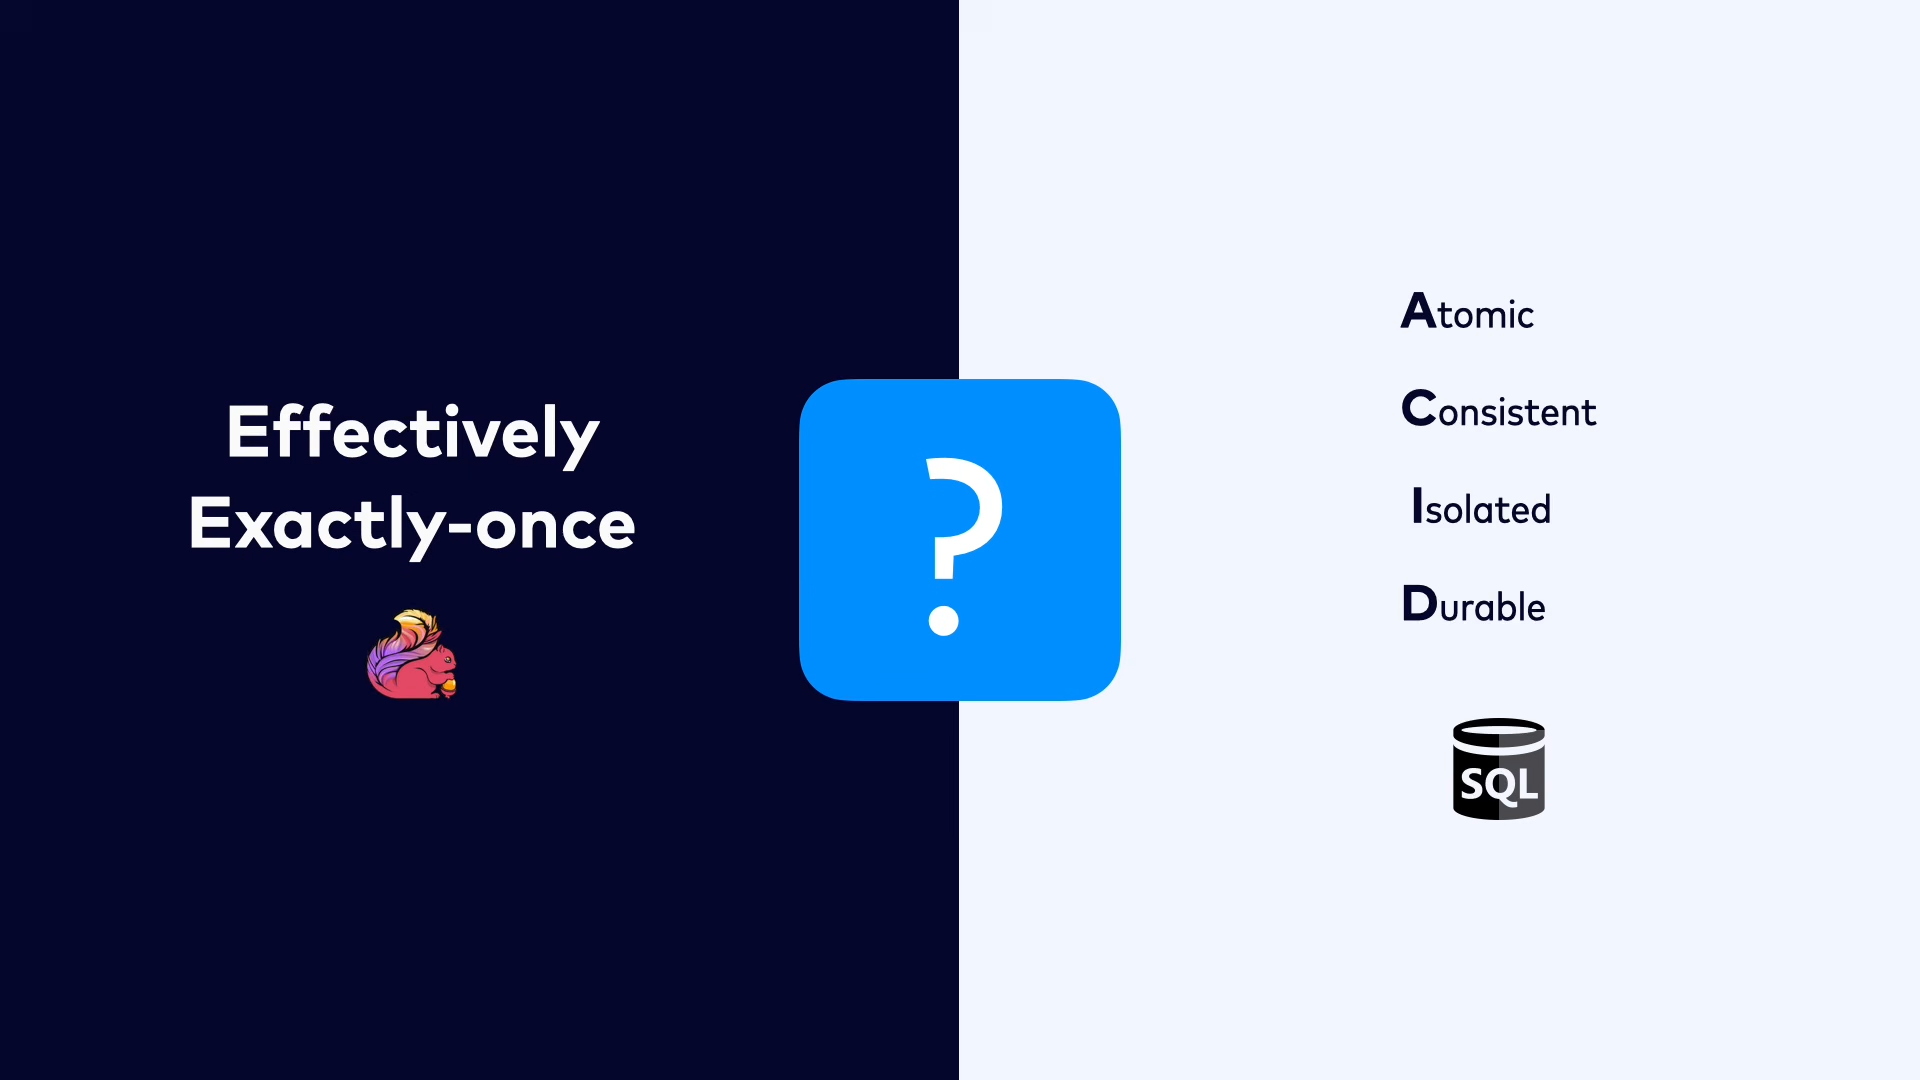 Effectively
Exactly-once
?
Atomic
Consistent
Isolated
Durable
SQL